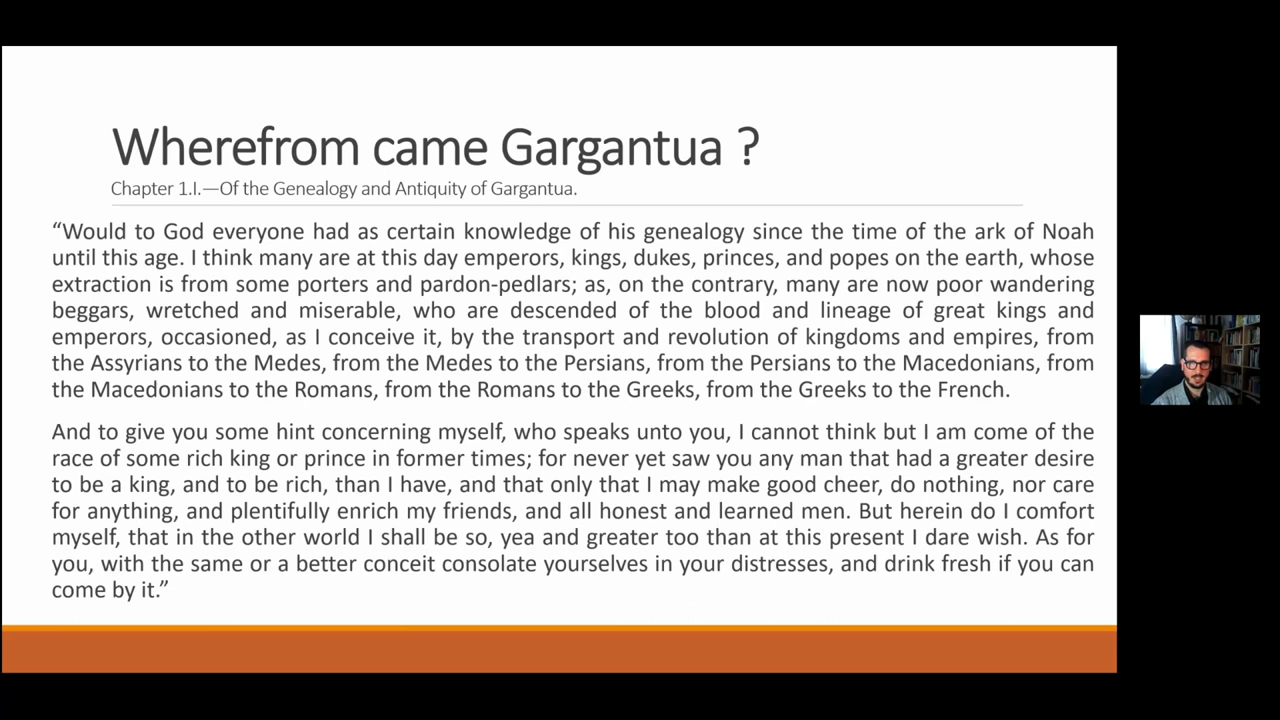 Wherefrom came Gargantua ?
Chapter 1.I.—Of the Genealogy and Antiquity of Gargantua.
“Would to God everyone had as certain knowledge of his genealogy since the time of the ark of Noah
until this age. I think many are at this day emperors, kings, dukes, princes, and popes on the earth, whose
extraction is from some porters and pardon-pedlars; as, on the contrary, many are now poor wandering
beggars, wretched and miserable, who are descended of the blood and lineage of great kings and
emperors, occasioned, as I conceive it, by the transport and revolution of kingdoms and empires, from
the Assyrians to the Medes, from the Medes to the Persians, from the Persians to the Macedonians, from
the Macedonians to the Romans, from the Romans to the Greeks, from the Greeks to the French.
And to give you some hint concerning myself, who speaks unto you, I cannot think but I am come of the
race of some rich king or prince in former times; for never yet saw you any man that had a greater desire
to be a king, and to be rich, than I have, and that only that I may make good cheer, do nothing, nor care
for anything, and plentifully enrich my friends, and all honest and learned men. But herein do I comfort
myself, that in the other world I shall be so, yea and greater too than at this present I dare wish. As for
you, with the same or a better conceit consolate yourselves in your distresses, and drink fresh if you can
come by it.”